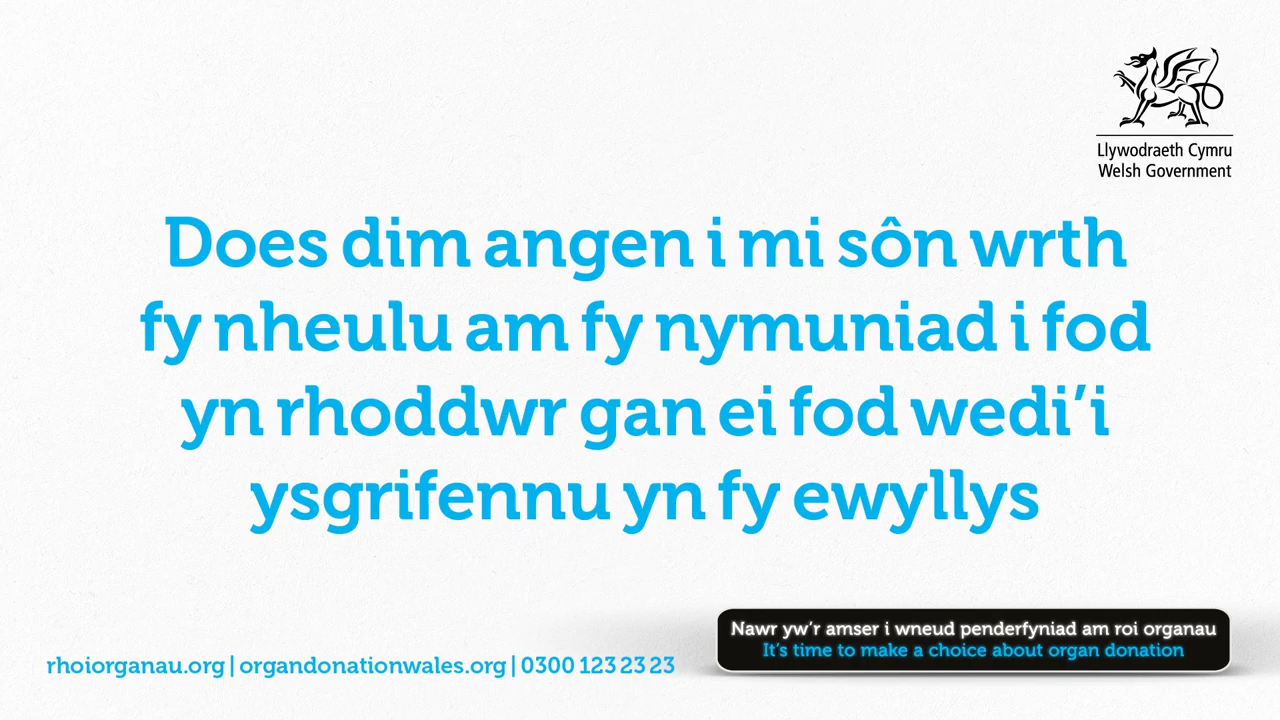 Llywodraeth Cymru
Welsh Government
Does dim angen i mi sôn wrth
fy nheulu am fy nymuniad i fod
yn rhoddwr gan ei fod wedi’i
ysgrifennu yn fy ewyllys
Nawr yw’r amser i wneud penderfyniad am roi organau
It’s time to make a choice about organ donation
rhoiorganau.org | organdonationwales.org | 0300 123 23 23